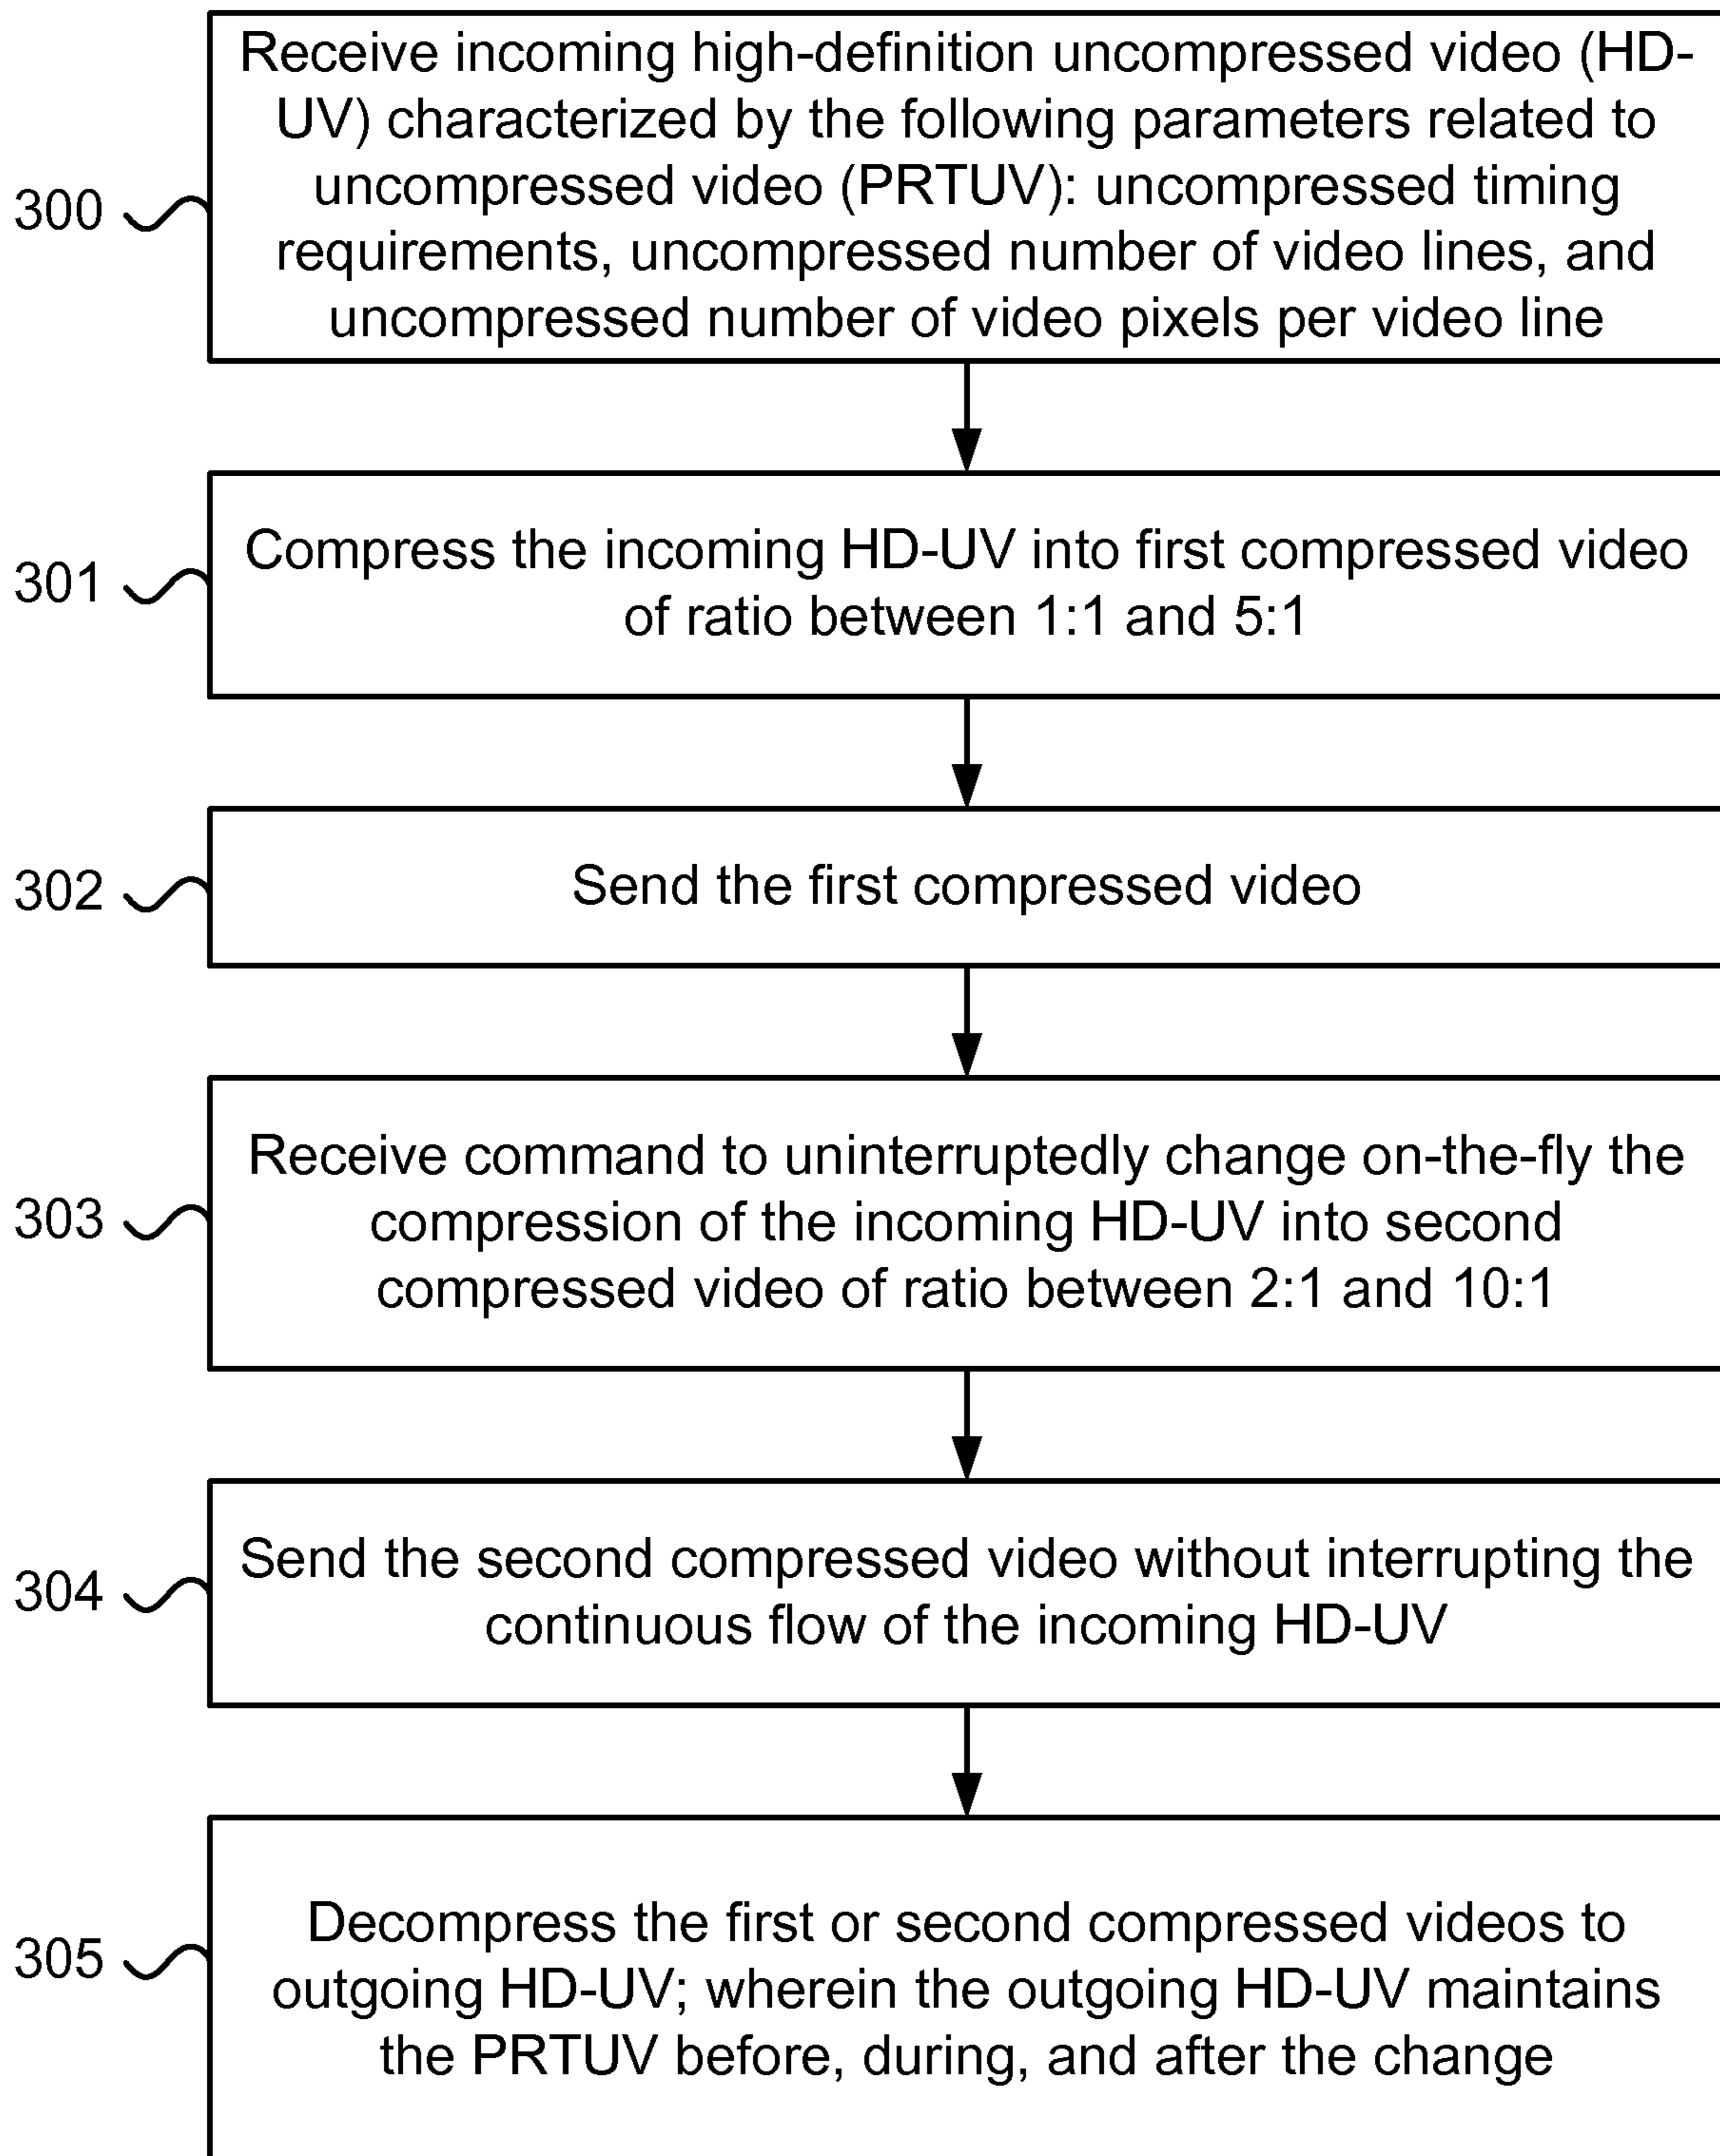 Receive incoming high-definition uncompressed video (HD-
UV) characterized by the following parameters related to
uncompressed video (PRTUV): uncompressed timing
requirements, uncompressed number of video lines, and
uncompressed number of video pixels per video line
300
Compress the incoming HD-UV into first compressed video
of ratio between 1:1 and 5:1
301
Send the first compressed video
302
Receive command to uninterruptedly change on-the-fly the
compression of the incoming HD-UV into second
compressed video of ratio between 2:1 and 10:1
303
Send the second compressed video without interrupting the
continuous flow of the incoming HD-UV
304
Decompress the first or second compressed videos to
outgoing HD-UV; wherein the outgoing HD-UV maintains
the PRTUV before, during, and after the change
305